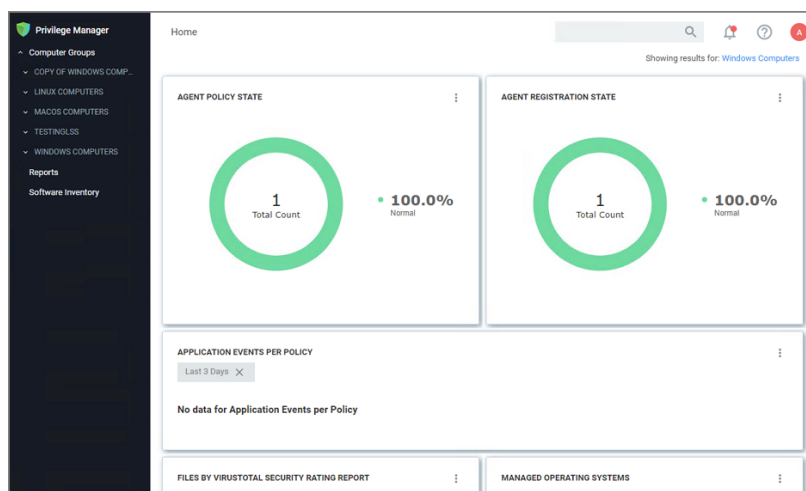 Privilege Manager
Computer Groups
COPY OF WINDOWS COMP...
LINUX COMPUTERS
MACOS COMPUTERS
TESTINGLSS
WINDOWS COMPUTERS
Reports
Software Inventory
Home
A
Showing results for: Windows Computers
AGENT POLICY STATE
1
Total Count
100.0%
Normal
AGENT REGISTRATION STATE
1
Total Count
100.0%
Normal
APPLICATION EVENTS PER POLICY
Last 3 Days
No data for Application Events per Policy
FILES BY VIRUSTOTAL SECURITY RATING REPORT
MANAGED OPERATING SYSTEMS